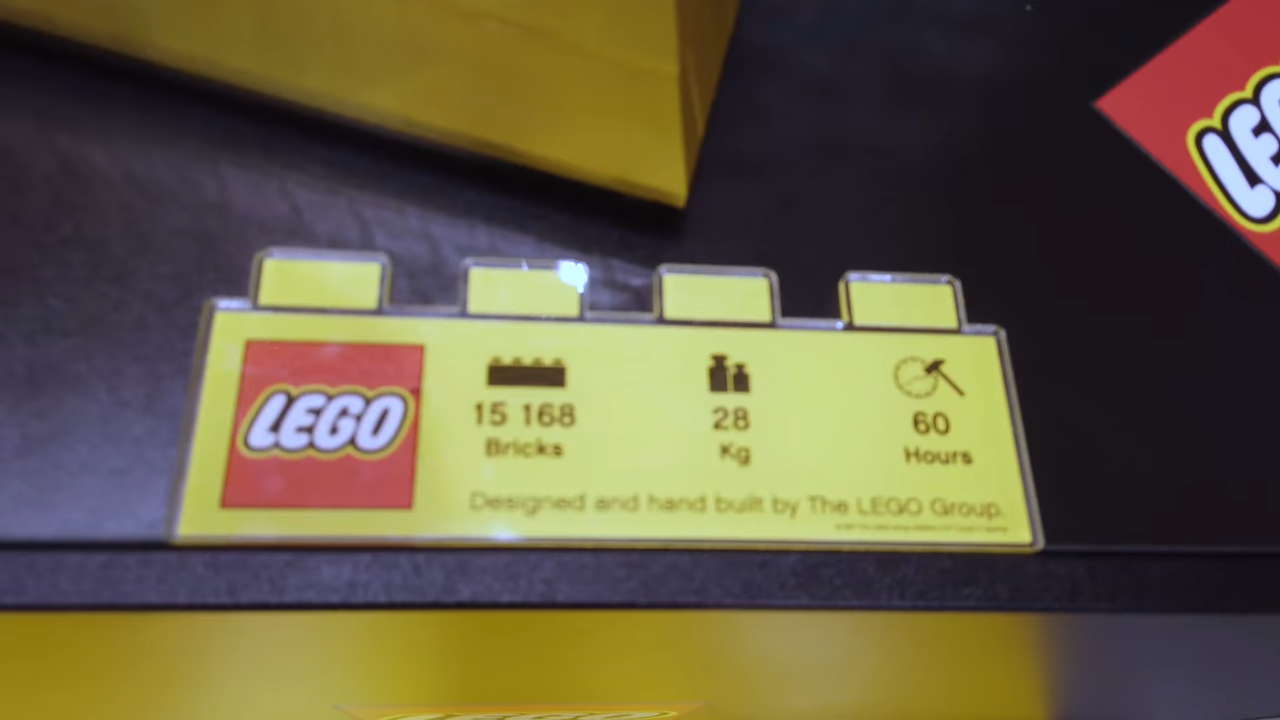 LEGO
15 168
Bricks
28
Kg
60
Hours
Designed and hand built by The LEGO Group.